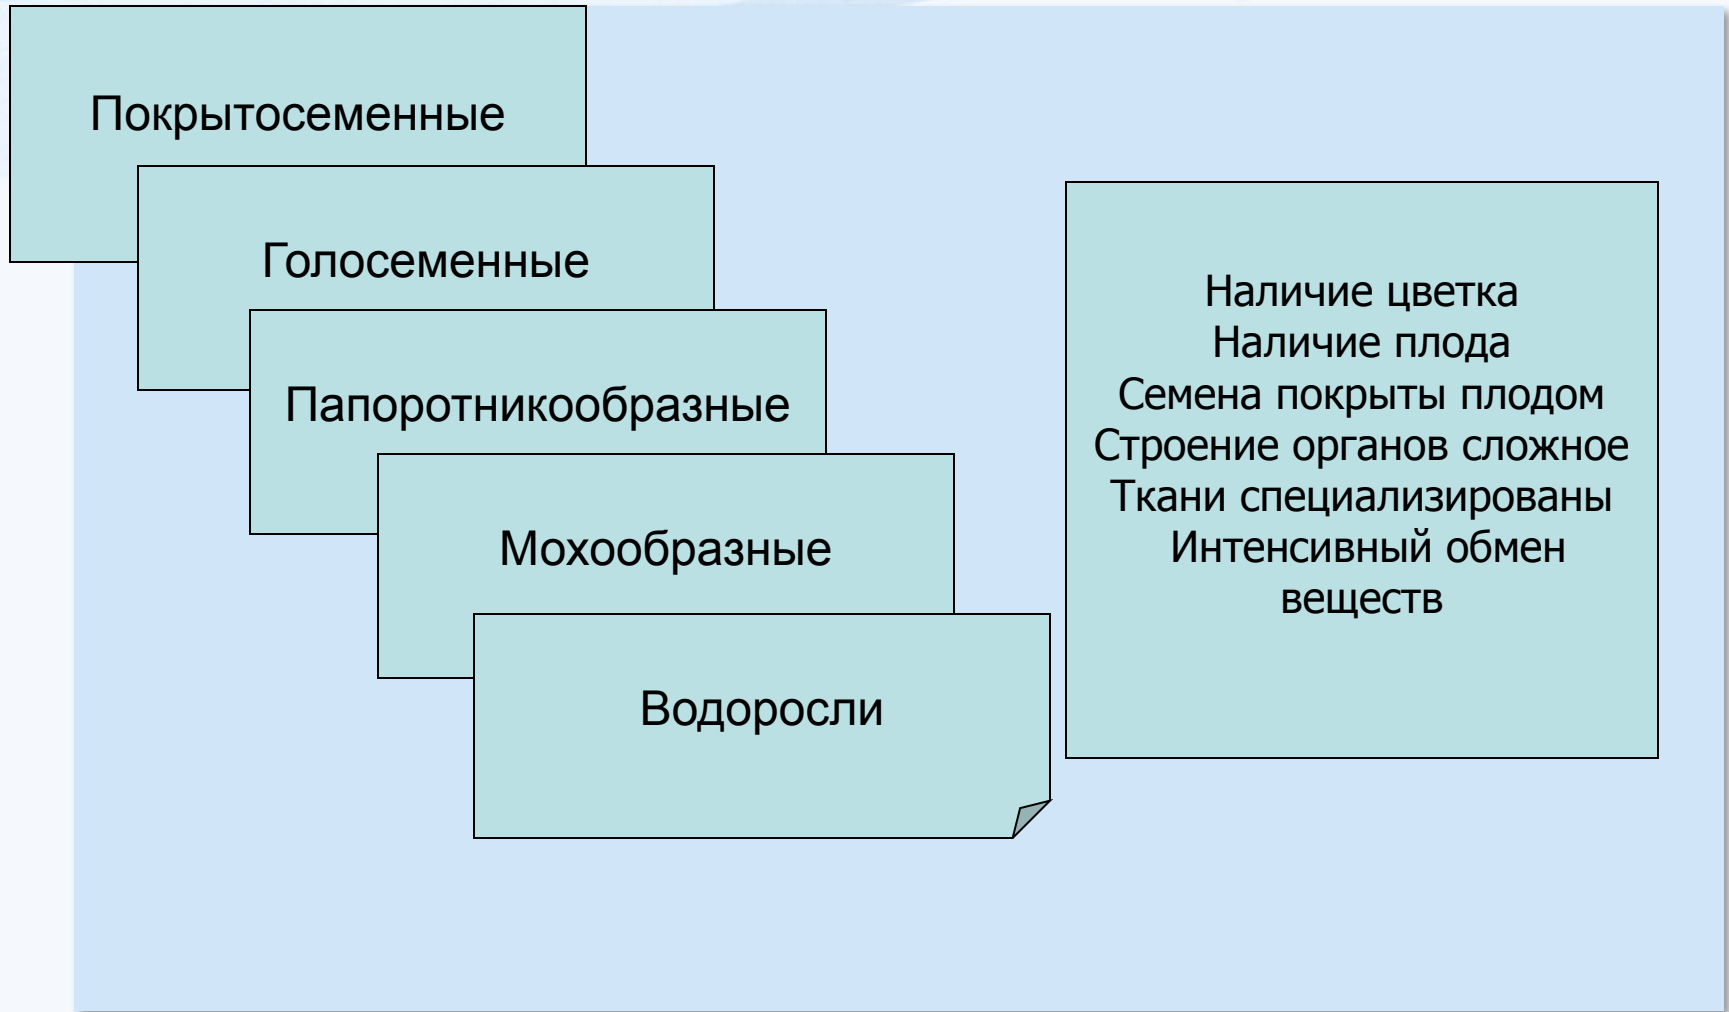 Покрытосеменные
Голосеменные
Папоротникообразные
Мохообразные
Водоросли
Наличие цветка
Наличие плода
Семена покрыты плодом
Строение органов сложное
Ткани специализированы
Интенсивный обмен
веществ